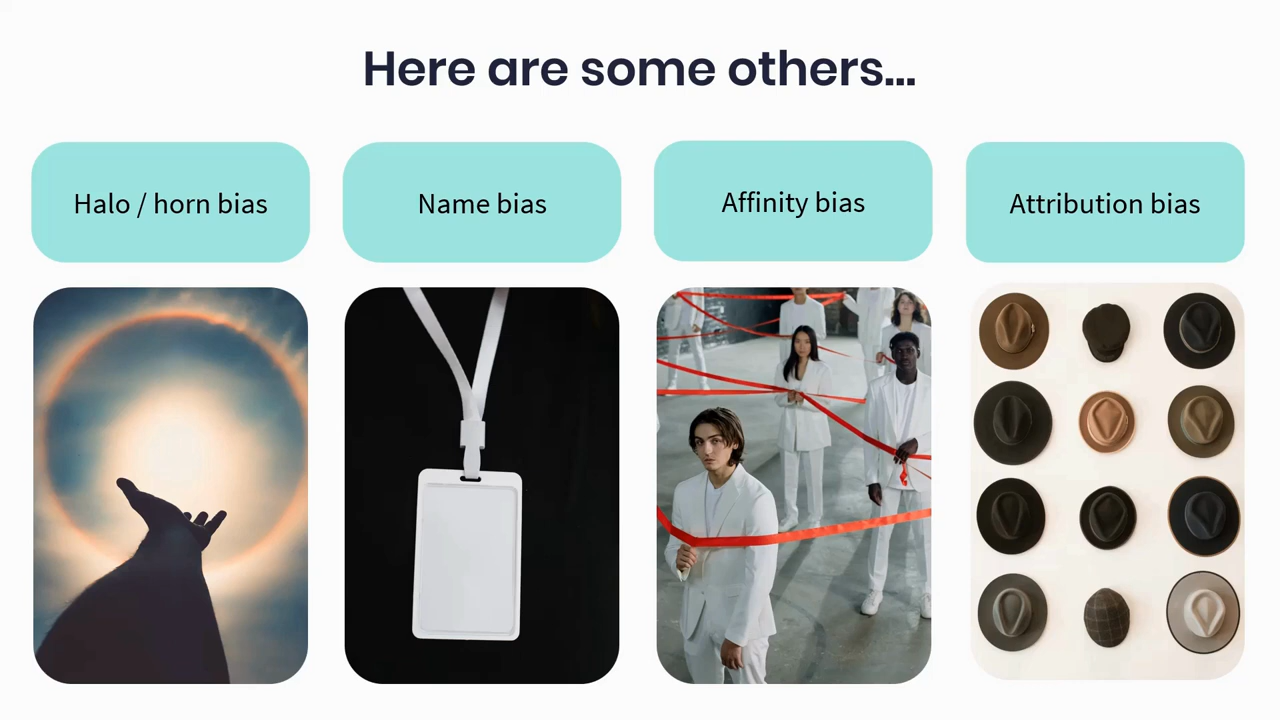 Here are some others...
Halo / horn bias
Name bias
Affinity bias
Attribution bias